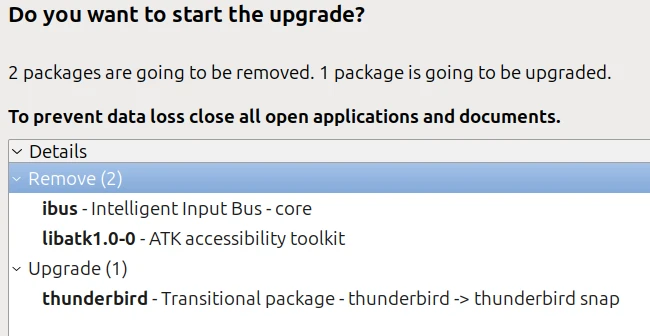 Do you want to start the upgrade?
2 packages are going to be removed. 1 package is going to be upgraded.
To prevent data loss close all open applications and documents.
Details
Remove (2)
ibus - Intelligent Input Bus - core
libatk1.0-0 - ATK accessibility toolkit
Upgrade (1)
thunderbird - Transitional package - thunderbird -> thunderbird snap